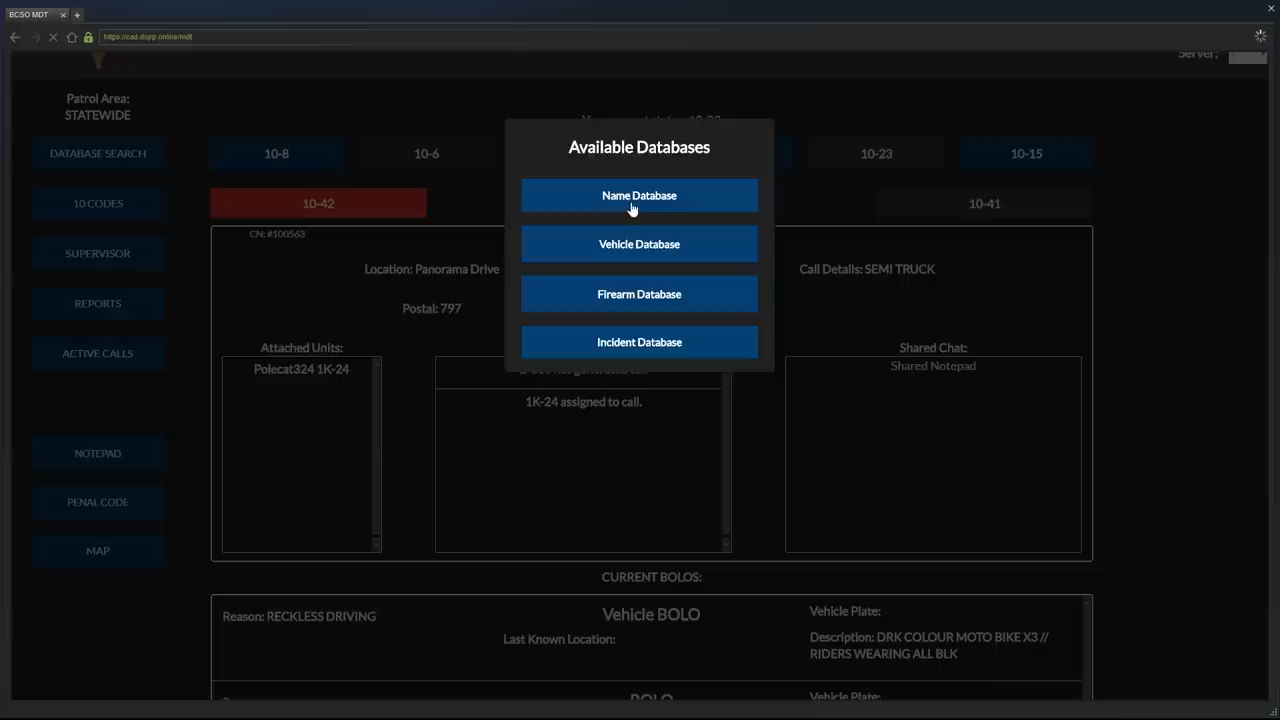 BCSO MDT
https://cad.dojrp.online/mdt
Server:
Patrol Area:
STATEWIDE
DATABASE SEARCH
10 CODES
SUPERVISOR
REPORTS
ACTIVE CALLS
NOTEPAD
PENAL CODE
MAP
10-8
10-6
10-23
10-15
10-42
10-41
Available Databases
Name Database
Vehicle Database
Firearm Database
Incident Database
CN: #100563
Location: Panorama Drive
Call Details: SEMI TRUCK
Postal: 797
Attached Units:
Polecat324 1K-24
1K-24 assigned to call.
Shared Chat:
Shared Notepad
CURRENT BOLOS:
Reason: RECKLESS DRIVING
Vehicle BOLO
Last Known Location:
Vehicle Plate:
Description: DRK COLOUR MOTO BIKE X3 //
RIDERS WEARING ALL BLK
BOLO
Vehicle Plate: